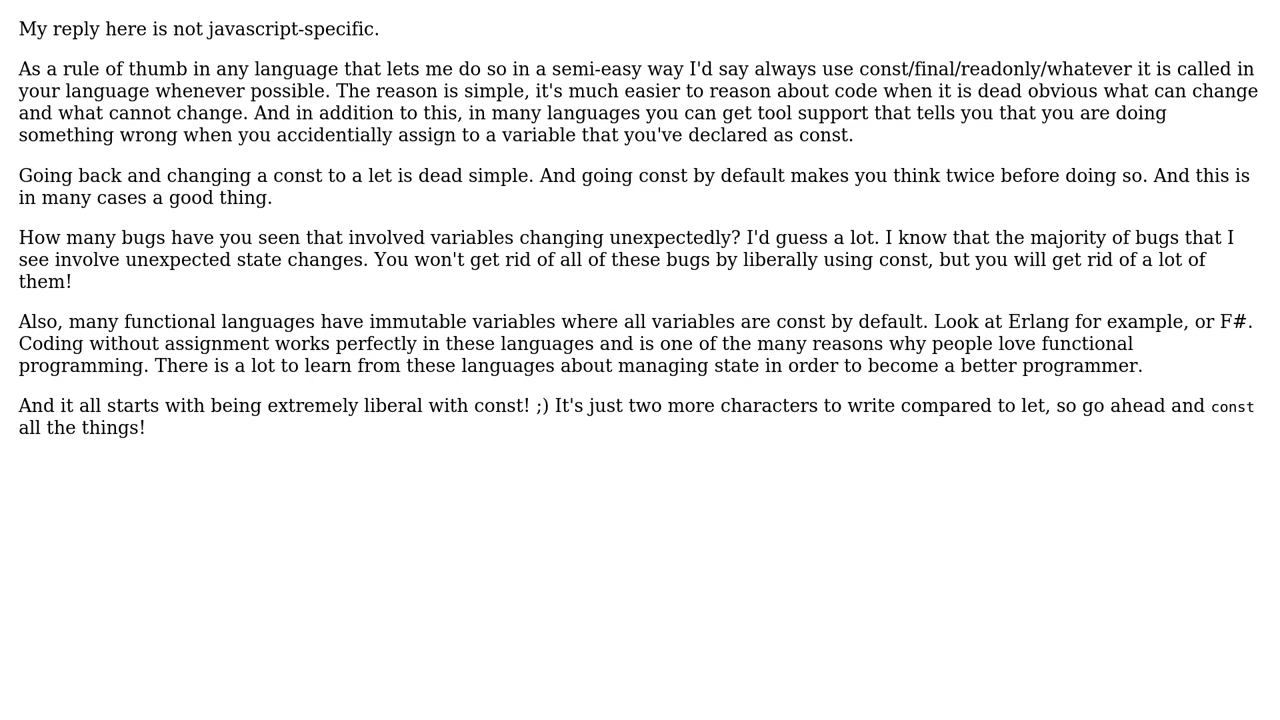 My reply here is not javascript-specific.
As a rule of thumb in any language that lets me do so in a semi-easy way I'd say always use const/final/readonly/whatever it is called in
your language whenever possible. The reason is simple, it's much easier to reason about code when it is dead obvious what can change
and what cannot change. And in addition to this, in many languages you can get tool support that tells you that you are doing
something wrong when you accidentially assign to a variable that you've declared as const.
Going back and changing a const to a let is dead simple. And going const by default makes you think twice before doing so. And this is
in many cases a good thing.
How many bugs have you seen that involved variables changing unexpectedly? I'd guess a lot. I know that the majority of bugs that I
see involve unexpected state changes. You won't get rid of all of these bugs by liberally using const, but you will get rid of a lot of
them!
Also, many functional languages have immutable variables where all variables are const by default. Look at Erlang for example, or F#.
Coding without assignment works perfectly in these languages and is one of the many reasons why people love functional
programming. There is a lot to learn from these languages about managing state in order to become a better programmer.
And it all starts with being extremely liberal with const! ;) It's just two more characters to write compared to let, so go ahead and const
all the things!